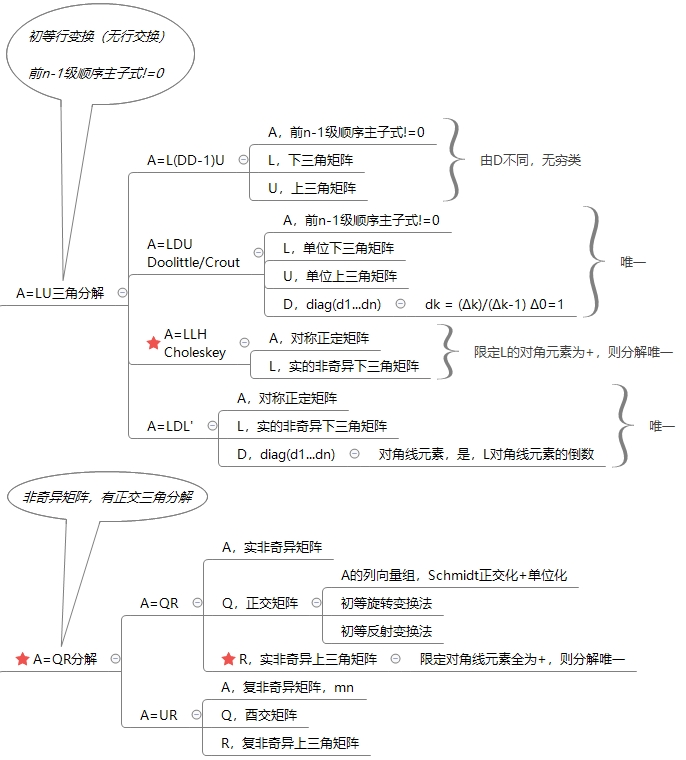 初等行变换（无行交换）
前n-1级顺序主子式!=0
A=LU三角分解
A=L(DD-1)U
A，前n-1级顺序主子式!=0
L，下三角矩阵
U，上三角矩阵
由D不同，无穷类
A=LDU
Doolittle/Crout
A，前n-1级顺序主子式!=0
L，单位下三角矩阵
U，单位上三角矩阵
D，diag(d1...dn)
dk = (Δk)/(Δk-1) Δ0=1
唯一
A=LLH
Choleskey
A，对称正定矩阵
L，实的非奇异下三角矩阵
限定L的对角元素为+，则分解唯一
A=LDL'
A，对称正定矩阵
L，实的非奇异下三角矩阵
D，diag(d1...dn)
对角线元素，是，L对角线元素的倒数
唯一
非奇异矩阵，有正交三角分解
A=QR分解
A=QR
A，实非奇异矩阵
Q，正交矩阵
A的列向量组，Schmidt正交化+单位化
初等旋转变换法
初等反射变换法
R，实非奇异上三角矩阵
限定对角线元素全为+，则分解唯一
A=UR
A，复非奇异矩阵，mn
Q，酉交矩阵
R，复非奇异上三角矩阵